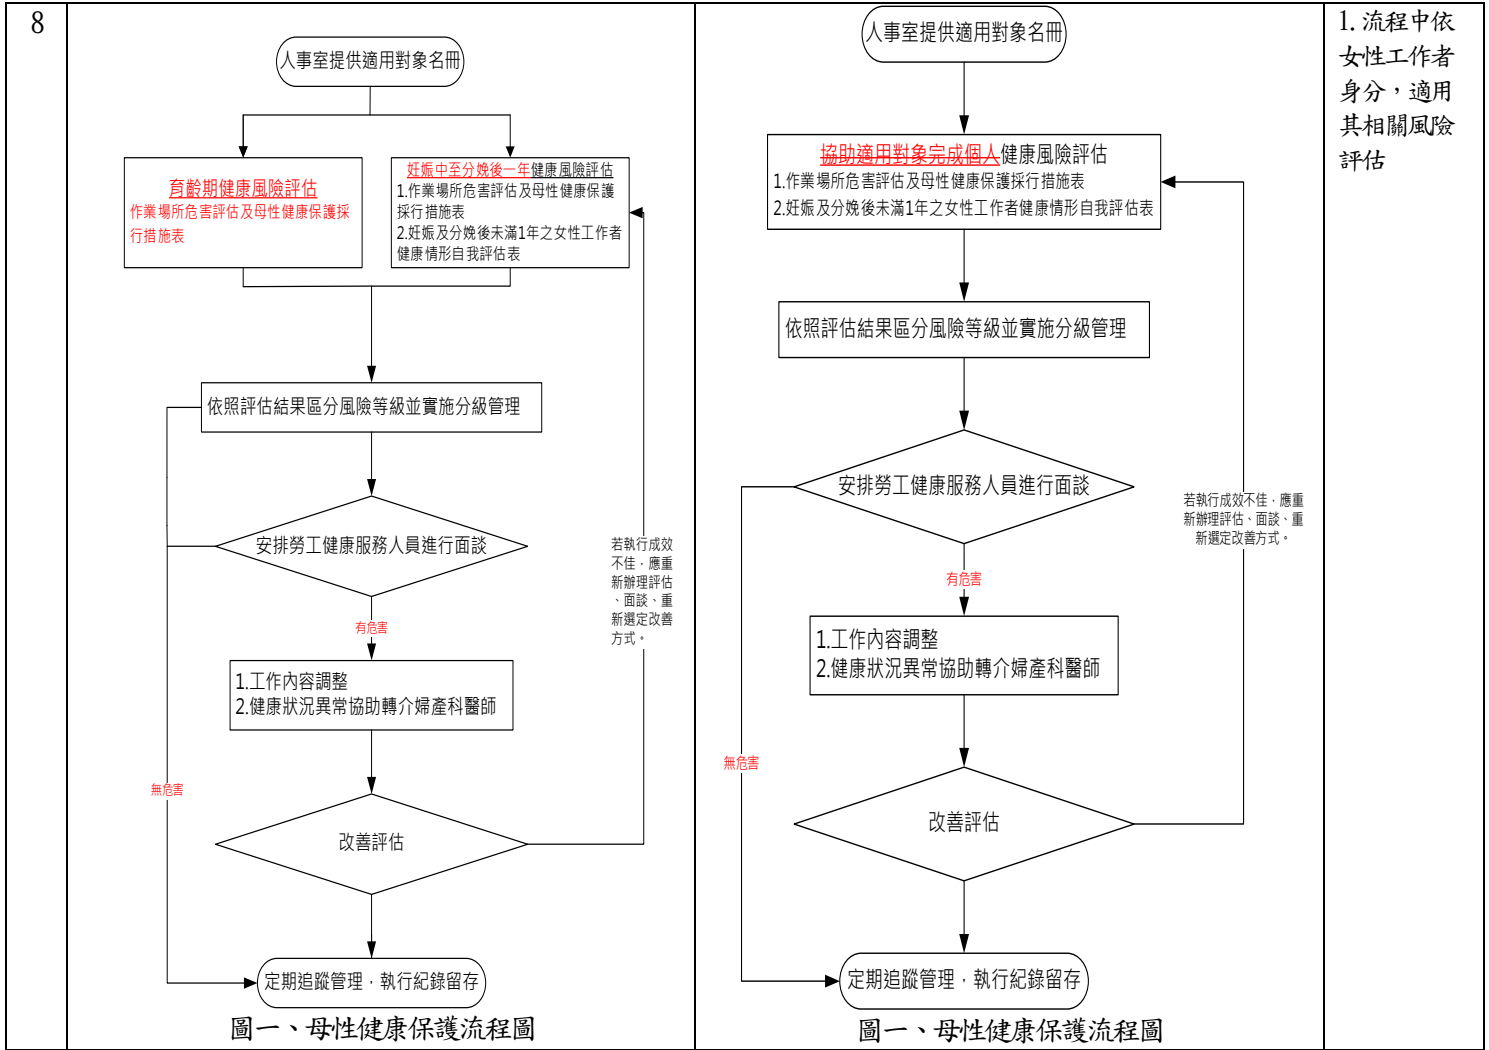 8
人事室提供適用對象名冊
育齡期健康風險評估
作業場所危害評估及母性健康保護採
行措施表
妊娠中至分娩後一年健康風險評估
1.作業場所危害評估及母性健康保護
採行措施表
2.妊娠及分娩後未滿1年之女性工作者
健康情形自我評估表
依照評估結果區分風險等級並實施分級管理
安排勞工健康服務人員進行面談
若執行成效
不佳，應重
新辦理評估
、面談、重
新選定改善
方式。
有危害
1.工作內容調整
2.健康狀況異常協助轉介婦產科醫師
無危害
改善評估
定期追蹤管理，執行紀錄留存
圖一、母性健康保護流程圖
人事室提供適用對象名冊
協助適用對象完成個人健康風險評估
1.作業場所危害評估及母性健康保護採行措施表
2.妊娠及分娩後未滿1年之女性工作者健康情形自我評估表
依照評估結果區分風險等級並實施分級管理
安排勞工健康服務人員進行面談
若執行成效不佳，應重
新辦理評估、面談、重
新選定改善方式。
有危害
1.工作內容調整
2.健康狀況異常協助轉介婦產科醫師
無危害
改善評估
定期追蹤管理，執行紀錄留存
圖一、母性健康保護流程圖
1. 流程中依
女性工作者
身分，適用
其相關風險
評估